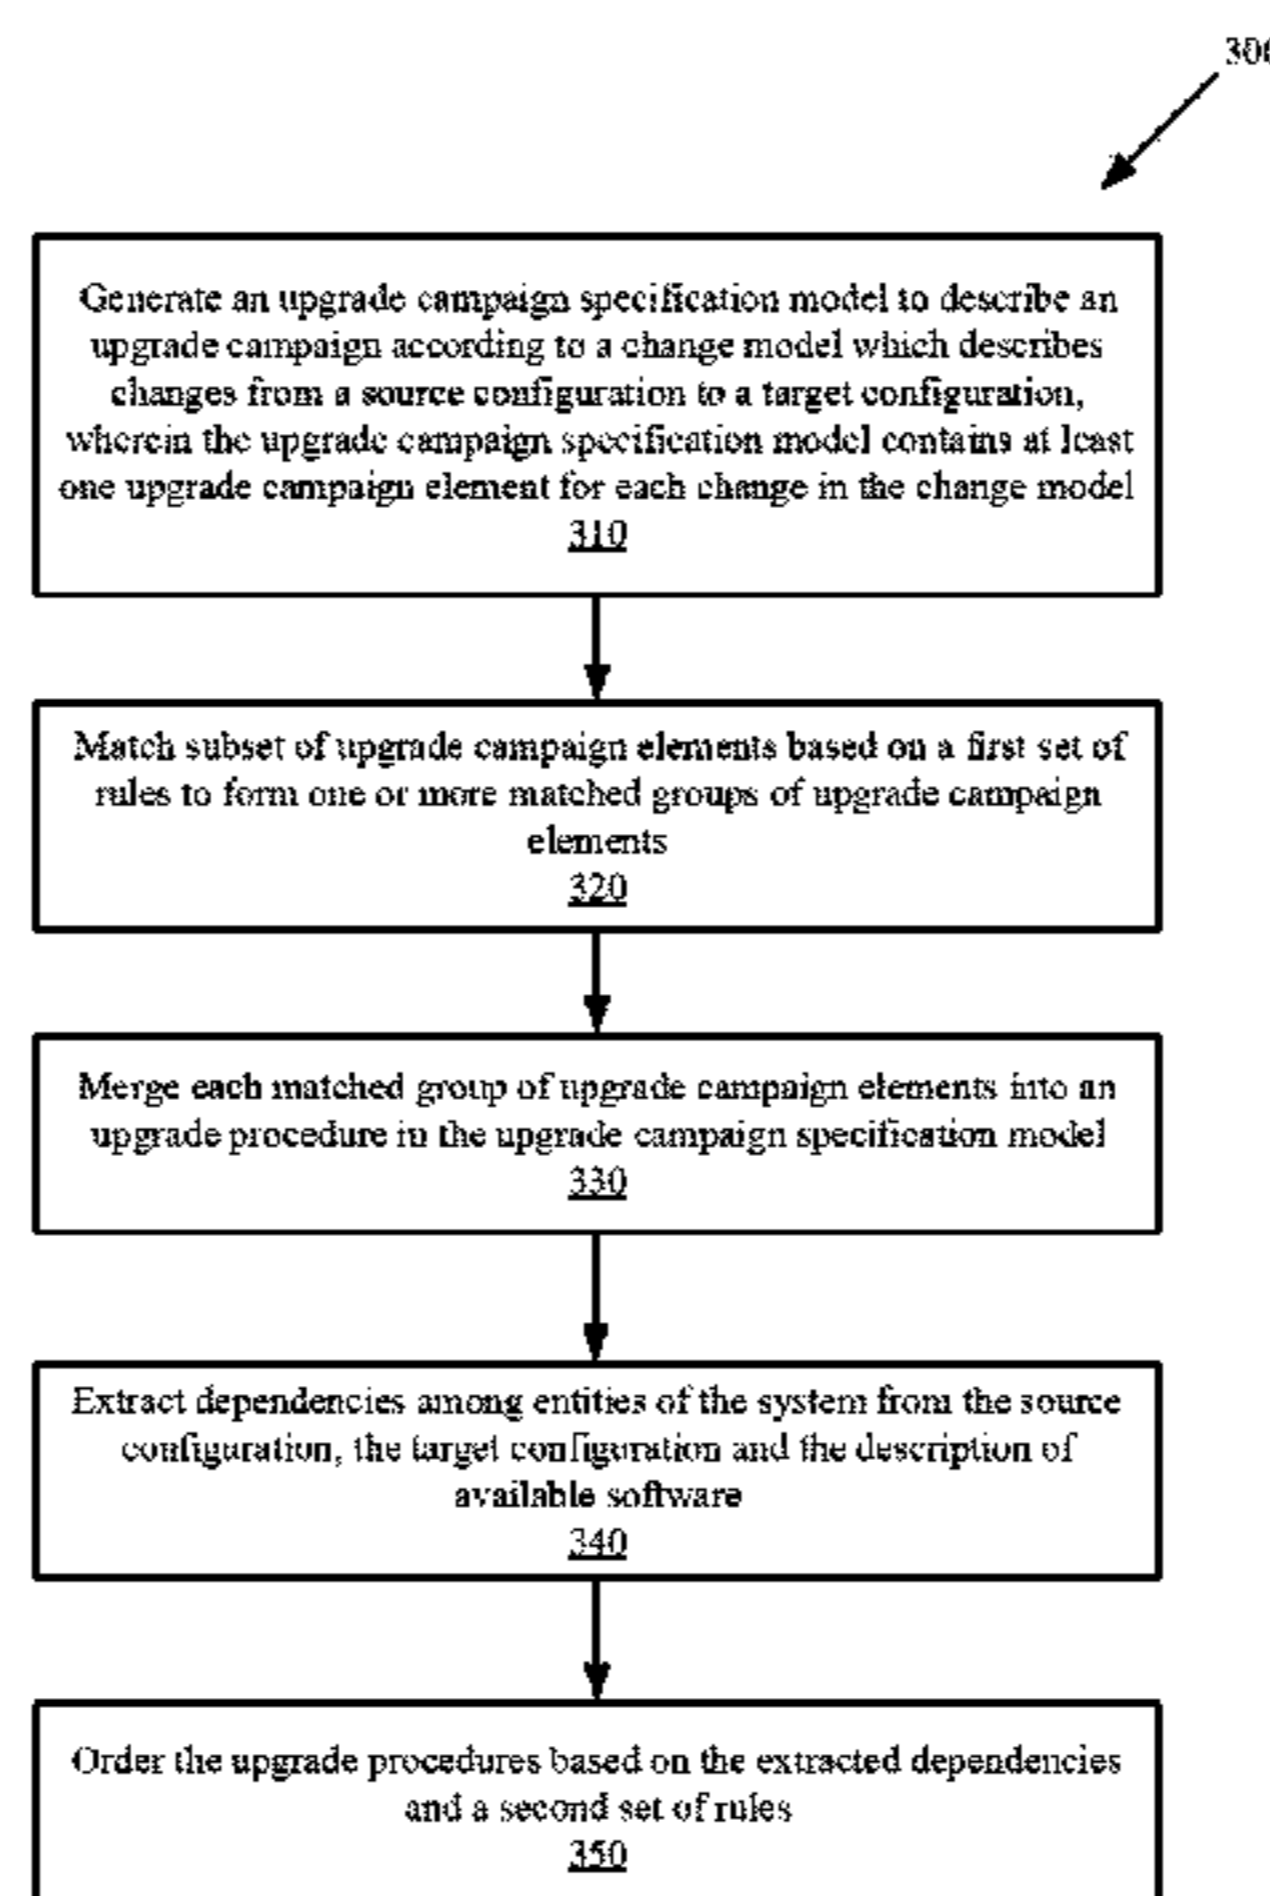 300
Generate an upgrade campaign specification model to describe an
upgrade campaign according to a change model which describes
changes from a source configuration to a target configuration,
wherein the upgrade campaign specification model contains at least
one upgrade campaign element for each change in the change model
310
Match subset of upgrade campaign elements based on a first set of
rules to form one or more matched groups of upgrade campaign
elements
320
Merge each matched group of upgrade campaign elements into an
upgrade procedure in the upgrade campaign specification model
330
Extract dependencies among entities of the system from the source
configuration, the target configuration and the description of
available software
340
Order the upgrade procedures based on the extracted dependencies
and a second set of rules
350